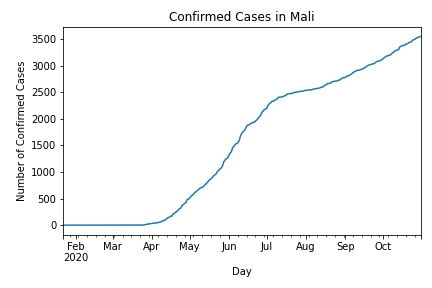 Confirmed Cases in Mali
Number of Confirmed Cases
3500
3000
2500
2000
1500
1000
500
0
Feb Mar Apr May Jun Jul Aug Sep Oct
2020
Day